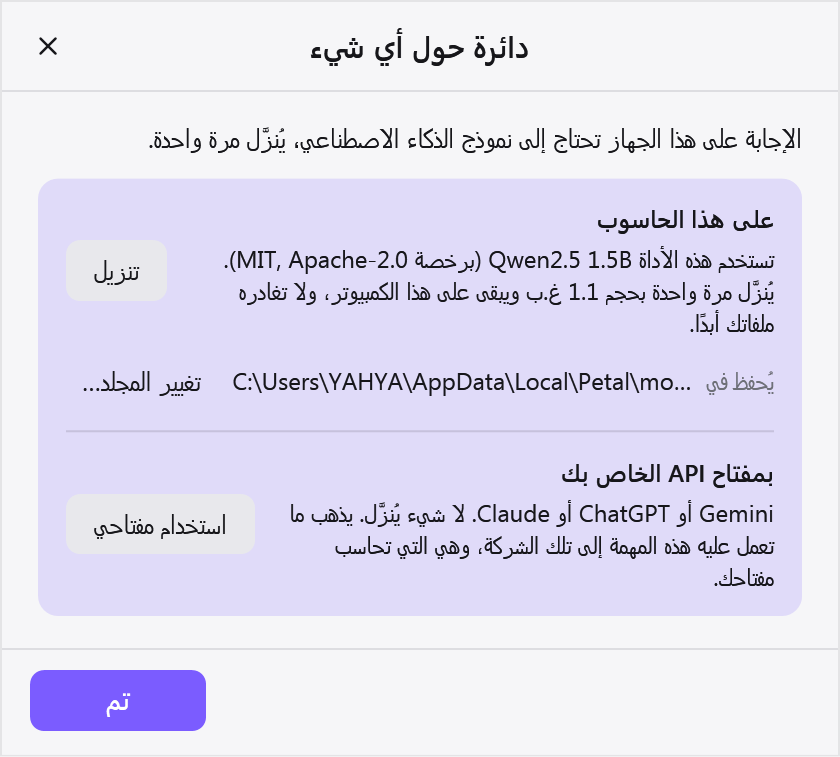 دائرة حول أي شيء
الإجابة على هذا الجهاز تحتاج إلى نموذج الذكاء الاصطناعي، يُنزَّل مرة واحدة.
على هذا الحاسوب
تستخدم هذه الأداة Qwen2.5 1.5B (برخصة MIT, Apache-2.0).
يُنزَّل مرة واحدة بحجم 1.1 غ.ب ويبقى على هذا الكمبيوتر، ولا تغادره
ملفاتك أبدًا.
تنزيل
يُحفظ في C:\Users\YAHYA\AppData\Local\Petal\mo... تغيير المجلد...
بمفتاح API الخاص بك
Gemini أو ChatGPT أو Claude. لا شيء يُنزَّل. يذهب ما
تعمل عليه هذه المهمة إلى تلك الشركة، وهي التي تحاسب
مفتاحك.
استخدام مفتاحي
تم